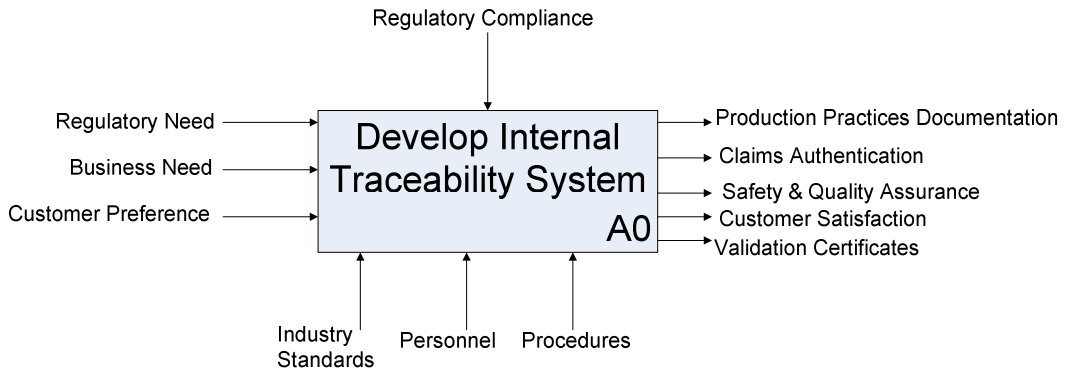 Regulatory Compliance
Regulatory Need
Business Need
Customer Preference
Develop Internal
Traceability System
A0
Production Practices Documentation
Claims Authentication
Safety & Quality Assurance
Customer Satisfaction
Validation Certificates
Industry
Standards
Personnel
Procedures